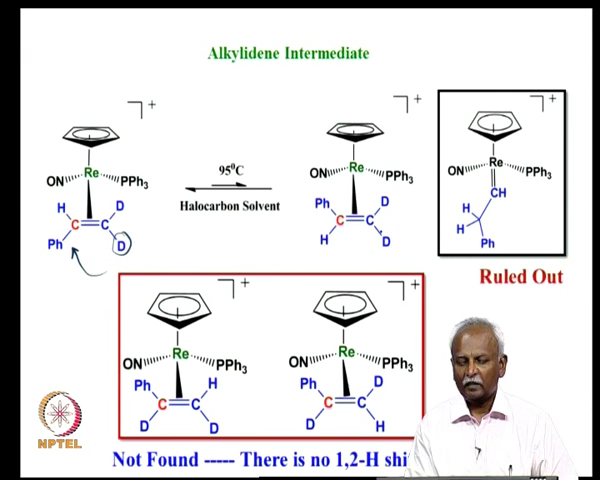 Alkylidene Intermediate
+
+
+
ON Re PPh3
H D
C=C
Ph D
95⁰C
Halocarbon Solvent
ON Re PPh3
Ph D
C=C
H D
ON Re PPh3
CH
H
H
Ph
Ruled Out
+
+
ON Re PPh3
Ph H
C=C
D D
ON Re PPh3
Ph D
C=C
D H
NPTEL
Not Found ----- There is no 1,2-H